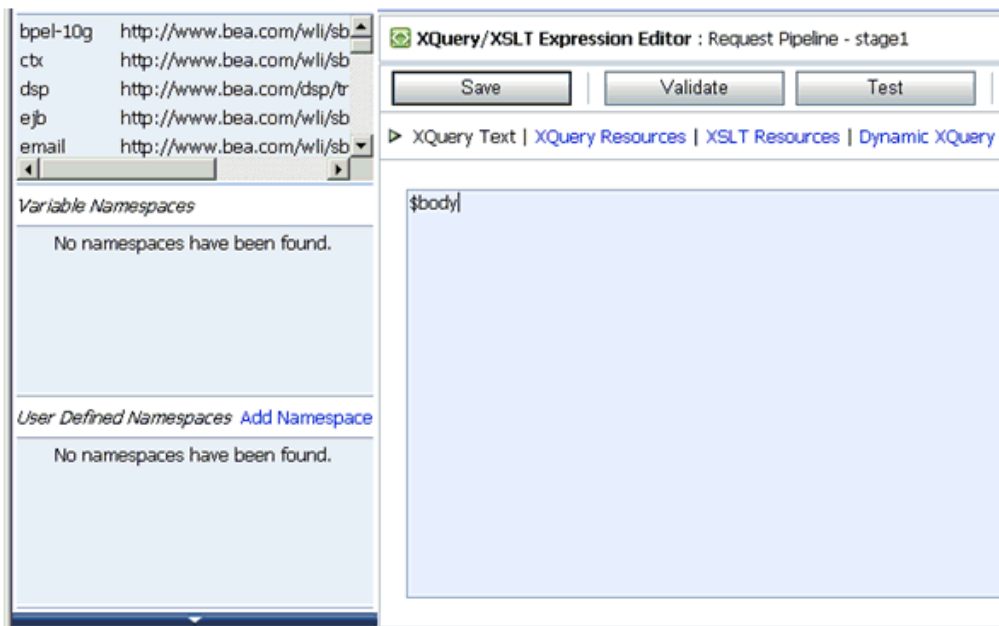 bpel-10g http://www.bea.com/wli/sb
ctx http://www.bea.com/wli/sb
dsp http://www.bea.com/dsp/tr
ejb http://www.bea.com/wli/sb
email http://www.bea.com/wli/sb
Variable Namespaces
No namespaces have been found.
User Defined Namespaces Add Namespace
No namespaces have been found.
XQuery/XSLT Expression Editor : Request Pipeline - stage1
Save Validate Test
XQuery Text | XQuery Resources | XSLT Resources | Dynamic XQuery
$body